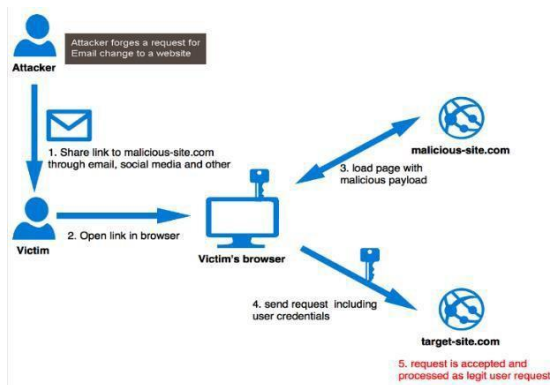 Attacker forges a request for
Email change to a website
Attacker
1. Share link to malicious-site.com
through email, social media and other
malicious-site.com
3. load page with
malicious payload
2. Open link in browser
Victim
Victim's browser
4. send request including
user credentials
target-site.com
5. request is accepted and
processed as legit user request